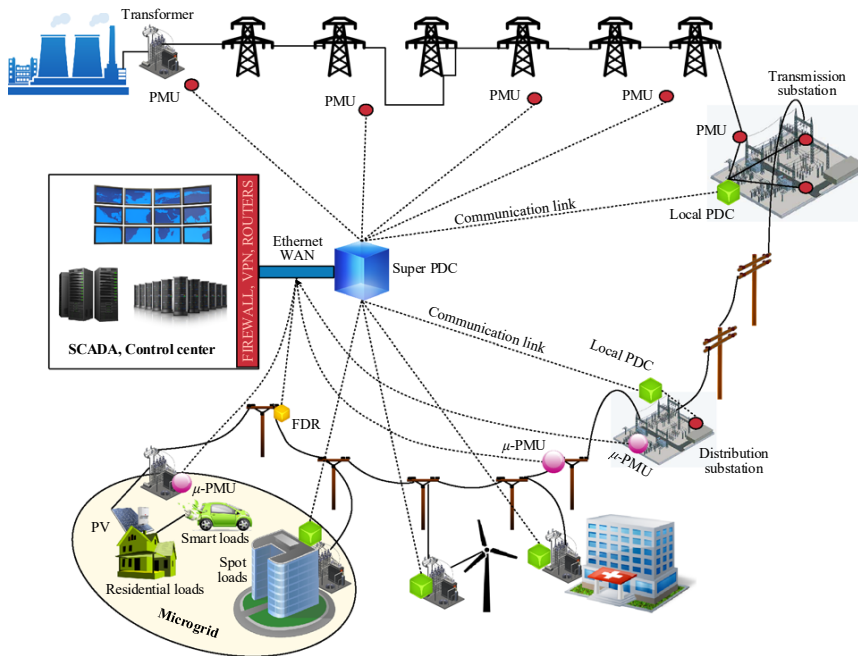 Transformer
PMU
PMU
PMU
PMU
Transmission
substation
PMU
Local PDC
Communication link
FIREWALL, VPN, ROUTERS
Ethernet
WAN
Super PDC
SCADA, Control center
Communication link
Local PDC
FDR
μ-PMU
μ-PMU
Distribution
substation
μ-PMU
PV
Smart loads
Spot
loads
Residential loads
Microgrid